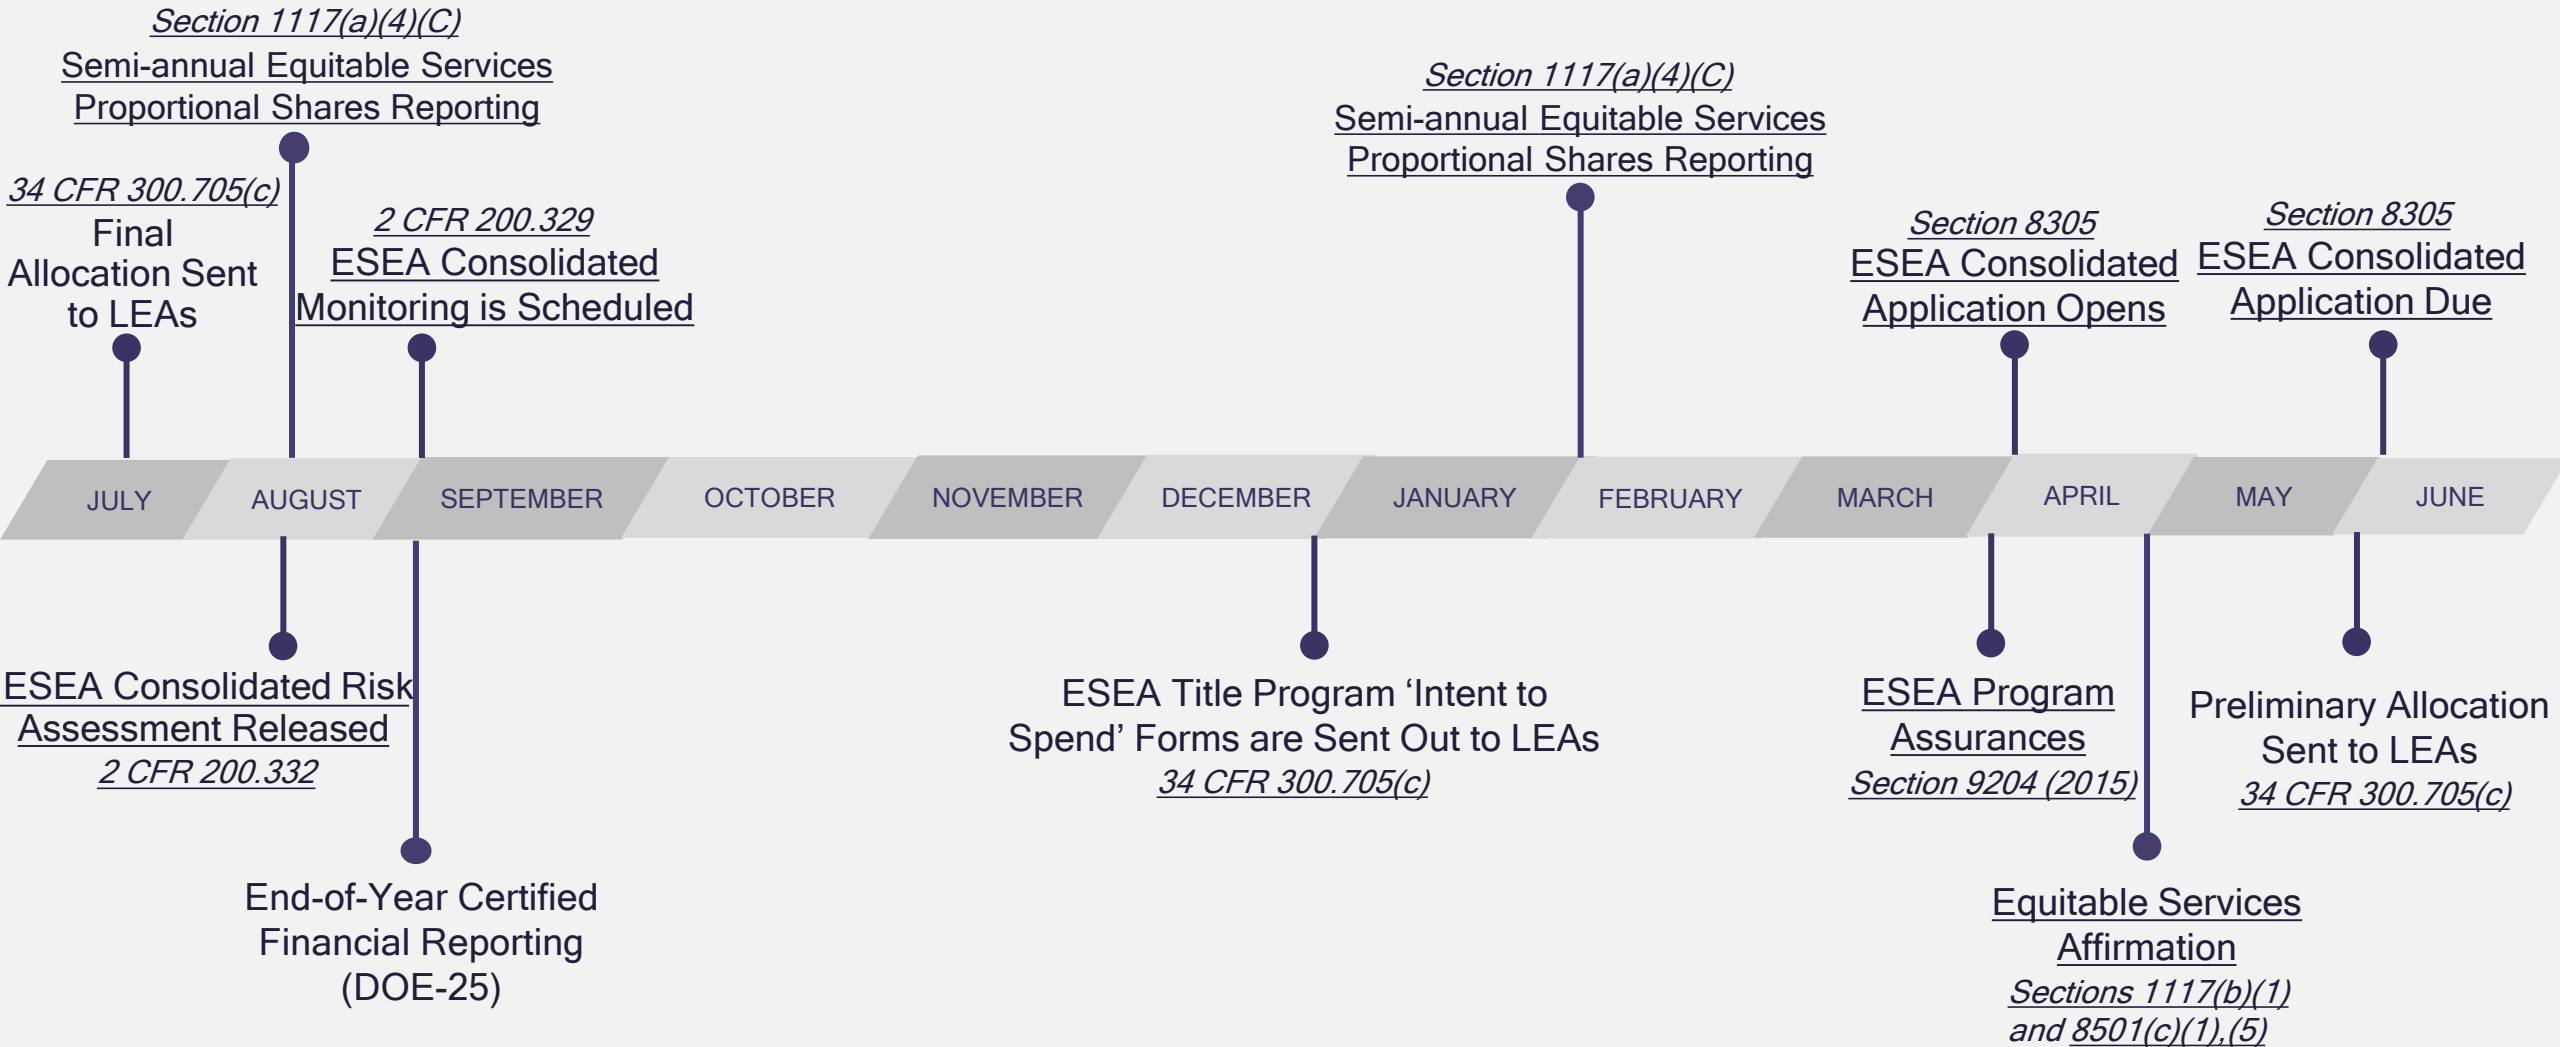 Section 1117(a)(4)(C)
Semi-annual Equitable Services
Proportional Shares Reporting
34 CFR 300.705(c)
Final
Allocation Sent
to LEAs
2 CFR 200.329
ESEA Consolidated
Monitoring is Scheduled
Section 1117(a)(4)(C)
Semi-annual Equitable Services
Proportional Shares Reporting
Section 8305
ESEA Consolidated
Application Opens
Section 8305
ESEA Consolidated
Application Due
JULY
AUGUST
SEPTEMBER
OCTOBER
NOVEMBER
DECEMBER
JANUARY
FEBRUARY
MARCH
APRIL
MAY
JUNE
ESEA Consolidated Risk
Assessment Released
2 CFR 200.332
End-of-Year Certified
Financial Reporting
(DOE-25)
ESEA Title Program ‘Intent to
Spend’ Forms are Sent Out to LEAs
34 CFR 300.705(c)
ESEA Program
Assurances
Section 9204 (2015)
Equitable Services
Affirmation
Sections 1117(b)(1)
and 8501(c)(1),(5)
Preliminary Allocation
Sent to LEAs
34 CFR 300.705(c)